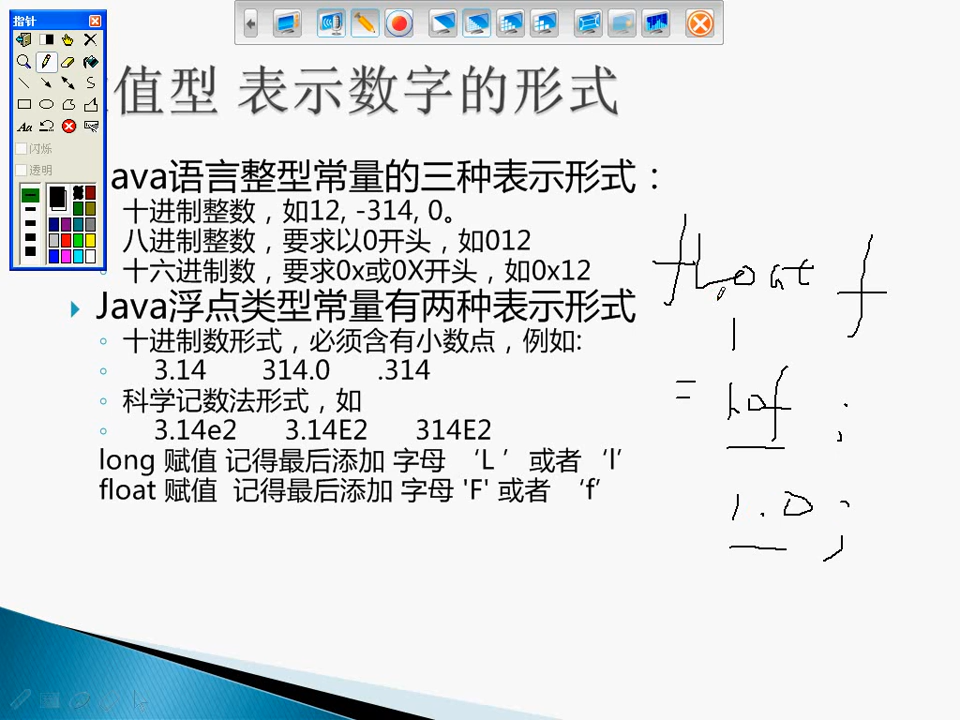 指针
Aa
闪烁
透明
值型 表示数字的形式
ava语言整型常量的三种表示形式：
十进制整数，如12, -314, 0。
八进制整数，要求以0开头，如012
十六进制数，要求0x或0X开头，如0x12
Java浮点类型常量有两种表示形式
十进制数形式，必须含有小数点，例如:
3.14 314.0 .314
科学记数法形式，如
3.14e2 3.14E2 314E2
long 赋值 记得最后添加 字母 ‘L ’ 或者 ‘l’
float 赋值 记得最后添加 字母 'F' 或者 ‘f’
float f
= 1.0f ;
1.0 ;